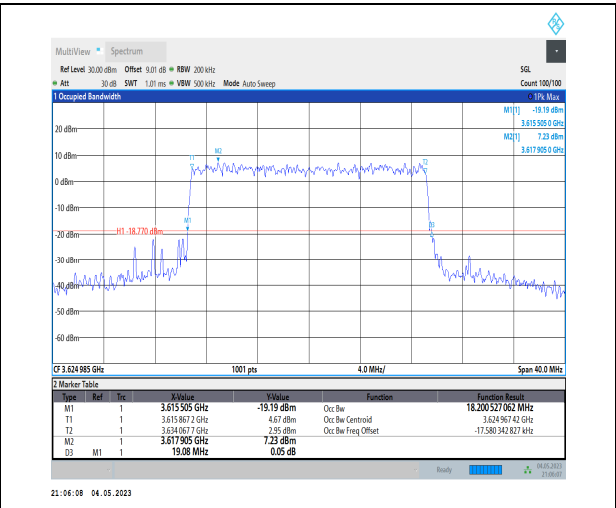 MultiView Spectrum
Ref Level 30.00 dBm Offset 9.01 dB RBW 200 kHz SGL
Att 30 dB SWT 1.01 ms VBW 500 kHz Mode Auto Sweep Count 100/100
1 Occupied Bandwidth 1Pk Max
M1[1] -19.19 dBm
3.615 505 0 GHz
M2[1] 7.23 dBm
3.617 905 0 GHz
20 dBm
10 dBm
0 dBm
-10 dBm
-20 dBm
-30 dBm
-40 dBm
-50 dBm
-60 dBm
M2
T1
T2
M1
D3
H1 -18.770 dBm
CF 3.624 985 GHz 1001 pts 4.0 MHz/ Span 40.0 MHz
2 Marker Table
Type Ref Trc X-Value Y-Value Function Function Result
M1 1 3.615 505 GHz -19.19 dBm Occ Bw 18.200 527 062 MHz
T1 1 3.615 867 2 GHz 4.67 dBm Occ Bw Centroid 3.624 967 42 GHz
T2 1 3.634 067 7 GHz 2.95 dBm Occ Bw Freq Offset -17.580 342 827 kHz
M2 1 3.617 905 GHz 7.23 dBm
D3 M1 1 19.08 MHz 0.05 dB
Ready 04.05.2023
21:06:07
21:06:08 04.05.2023